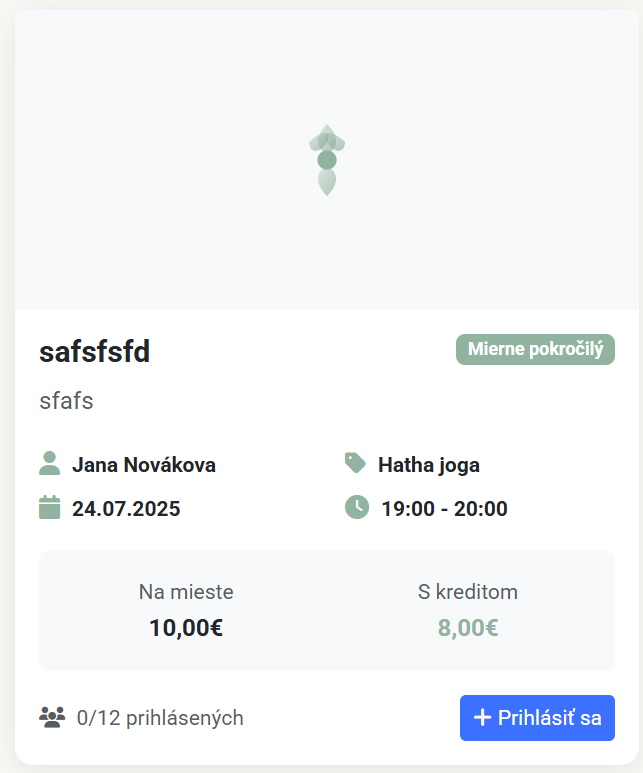 safsfsfd
Mierne pokročilý
sfafs
Jana Novákova
Hatha joga
24.07.2025
19:00 - 20:00
Na mieste
S kreditom
10,00€
8,00€
0/12 prihlásených
+ Prihlásiť sa